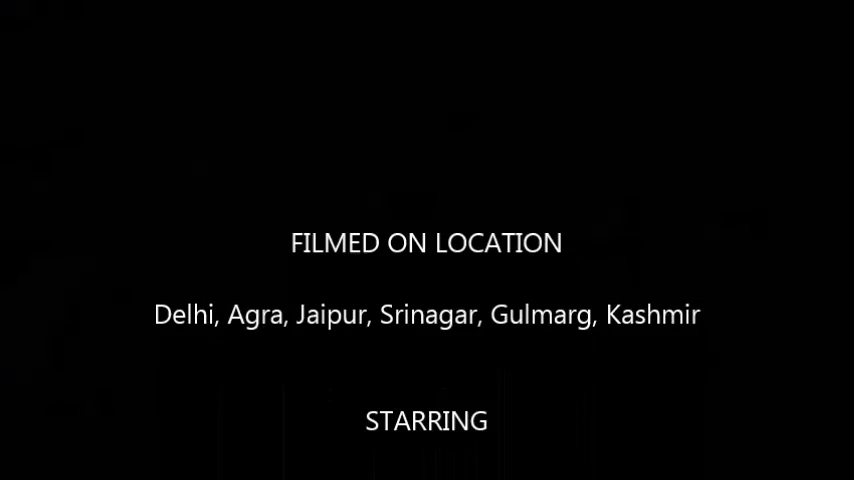 FILMED ON LOCATION
Delhi, Agra, Jaipur, Srinagar, Gulmarg, Kashmir
STARRING